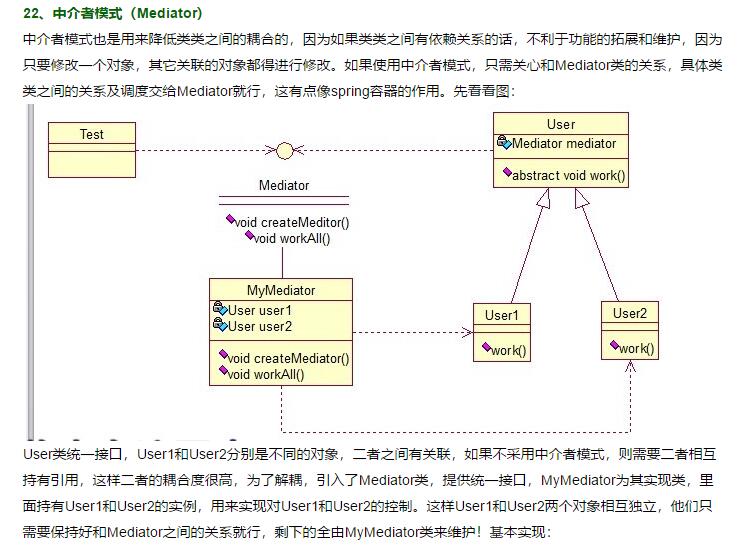 22、中介者模式（Mediator）
中介者模式也是用来降低类类之间的耦合的，因为如果类类之间有依赖关系的话，不利于功能的拓展和维护，因为
只要修改一个对象，其它关联的对象都得进行修改。如果使用中介者模式，只需关心和Mediator类的关系，具体类
类之间的关系及调度交给Mediator就行，这有点像spring容器的作用。先看看图：
Test
User
Mediator mediator
abstract void work()
Mediator
void createMeditor()
void workAll()
MyMediator
User user1
User user2
void createMediator()
void workAll()
User1
work()
User2
work()
User类统一接口，User1和User2分别是不同的对象，二者之间有关联，如果不采用中介者模式，则需要二者相互
持有引用，这样二者的耦合度很高，为了解耦，引入了Mediator类，提供统一接口，MyMediator为其实现类，里
面持有User1和User2的实例，用来实现对User1和User2的控制。这样User1和User2两个对象相互独立，他们只
需要保持好和Mediator之间的关系就行，剩下的全由MyMediator类来维护！基本实现：